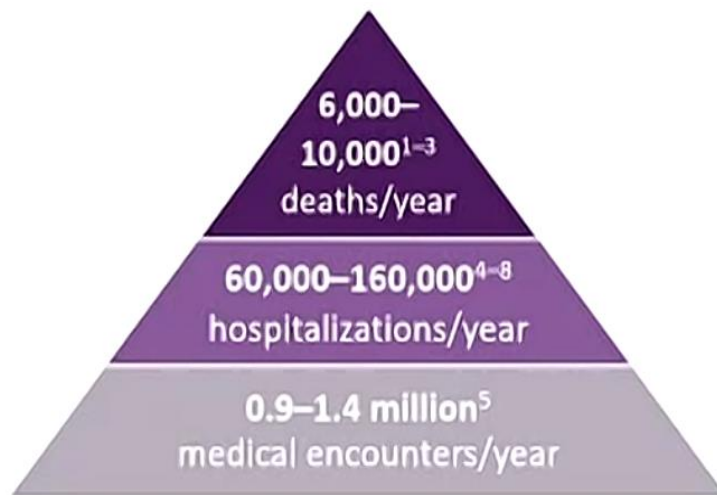 6,000–
10,000¹⁻³
deaths/year
60,000–160,000⁴⁻⁸
hospitalizations/year
0.9–1.4 million⁵
medical encounters/year